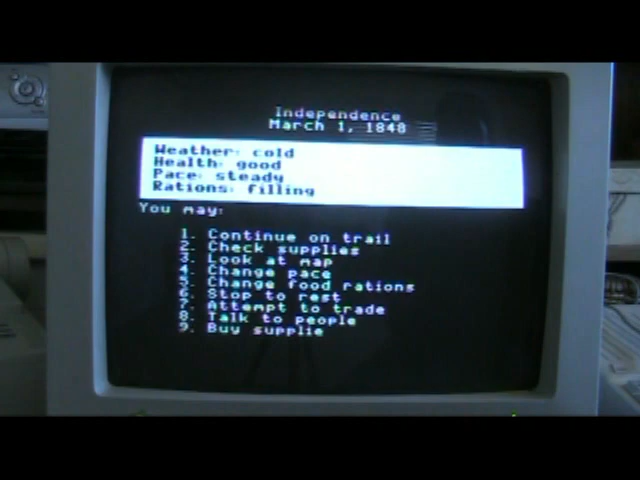 Independence
March 1, 1848
Weather: cold
Health: good
Pace: steady
Rations: filling
You may:
1. Continue on trail
2. Check supplies
3. Look at map
4. Change pace
5. Change food rations
6. Stop to rest
7. Attempt to trade
8. Talk to people
9. Buy supplie